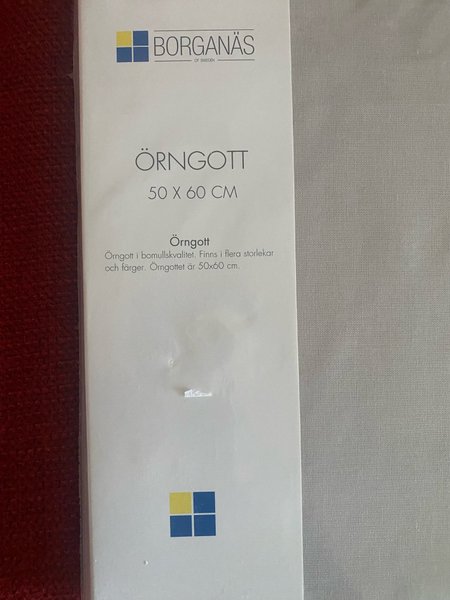 BORGANÄS
OF SWEDEN
ÖRNGOTT
50 X 60 CM
Örngott
Örngott i bomullskvalitet. Finns i flera storlekar
och färger. Örngottet är 50x60 cm.